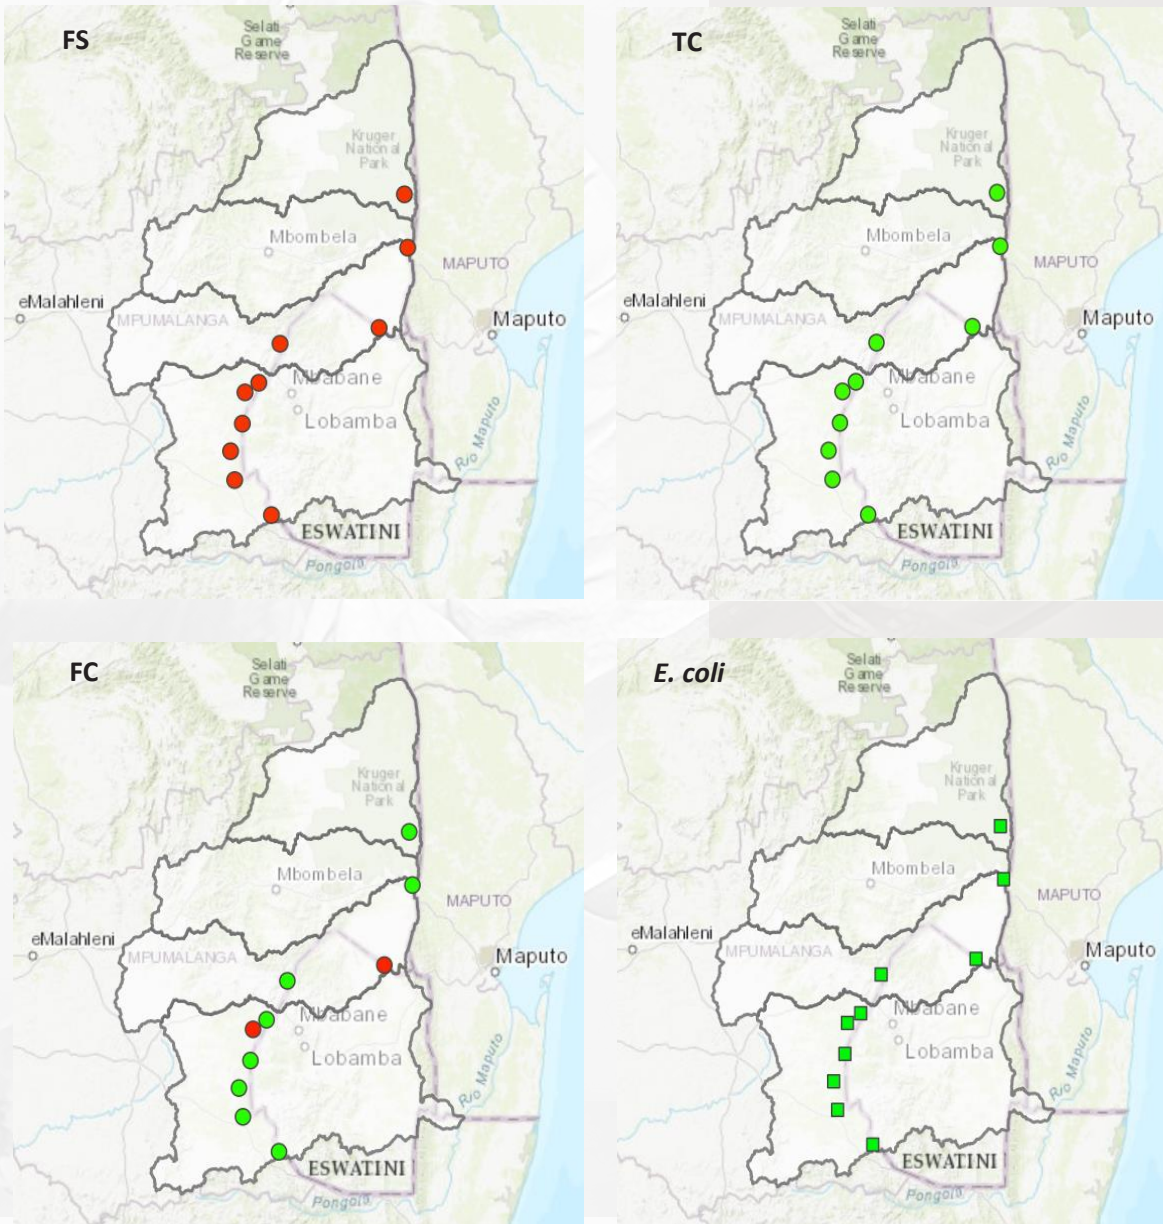 FS
Selati
Game
Reserve
Kruger
National
Park
Mbombela
MAPUTO
eMalahleni
MPUMALANGA
Maputo
Mbabane
Lobamba
Rio Maputo
ESWATINI
Pongola
TC
Selati
Game
Reserve
Kruger
National
Park
Mbombela
MAPUTO
eMalahleni
MPUMALANGA
Maputo
Mbabane
Lobamba
Rio Maputo
ESWATINI
Pongola
FC
Selati
Game
Reserve
Kruger
National
Park
Mbombela
MAPUTO
eMalahleni
MPUMALANGA
Maputo
Mbabane
Lobamba
Rio Maputo
ESWATINI
Pongola
E. coli
Selati
Game
Reserve
Kruger
National
Park
Mbombela
MAPUTO
eMalahleni
MPUMALANGA
Maputo
Mbabane
Lobamba
Rio Maputo
ESWATINI
Pongola